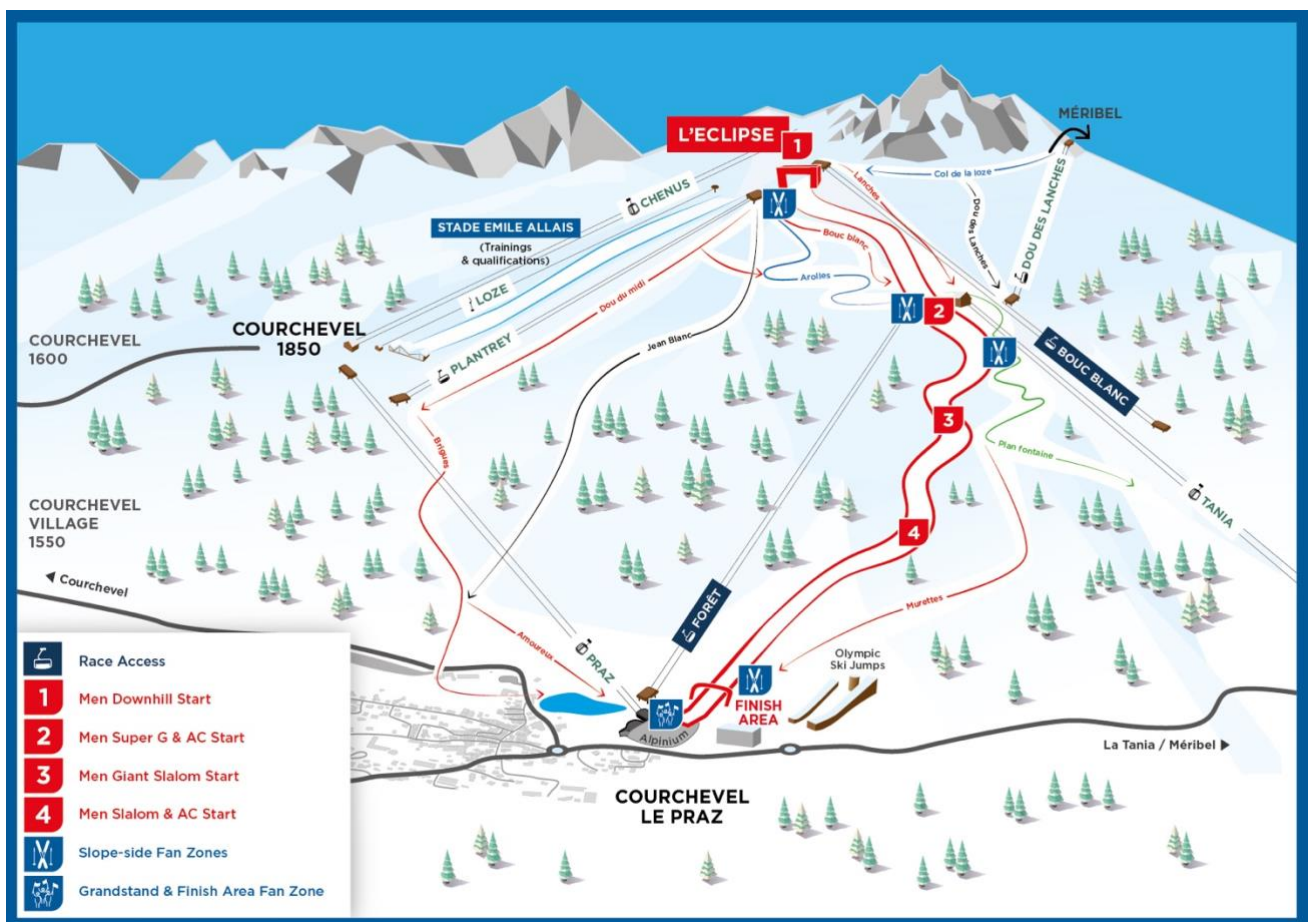 MÉRIBEL
L'ECLIPSE
1
CHENUS
Lanches
Col de la loze
DOU DES LANCHES
Dou des Lanches
STADE EMILE ALLAIS
(Trainings
& qualifications)
Bouc blanc
LOZE
Arolles
Dou du midi
2
COURCHEVEL
1850
COURCHEVEL
1600
Jean Blanc
PLANTREY
BOUC BLANC
3
Brigues
Plan fontaine
TANIA
COURCHEVEL
VILLAGE
1550
4
Courchevel
FORÊT
Murettes
Amoureux
PRAZ
Olympic
Ski Jumps
FINISH
AREA
Alpinium
La Tania / Méribel
COURCHEVEL
LE PRAZ
Race Access
1 Men Downhill Start
2 Men Super G & AC Start
3 Men Giant Slalom Start
4 Men Slalom & AC Start
Slope-side Fan Zones
Grandstand & Finish Area Fan Zone